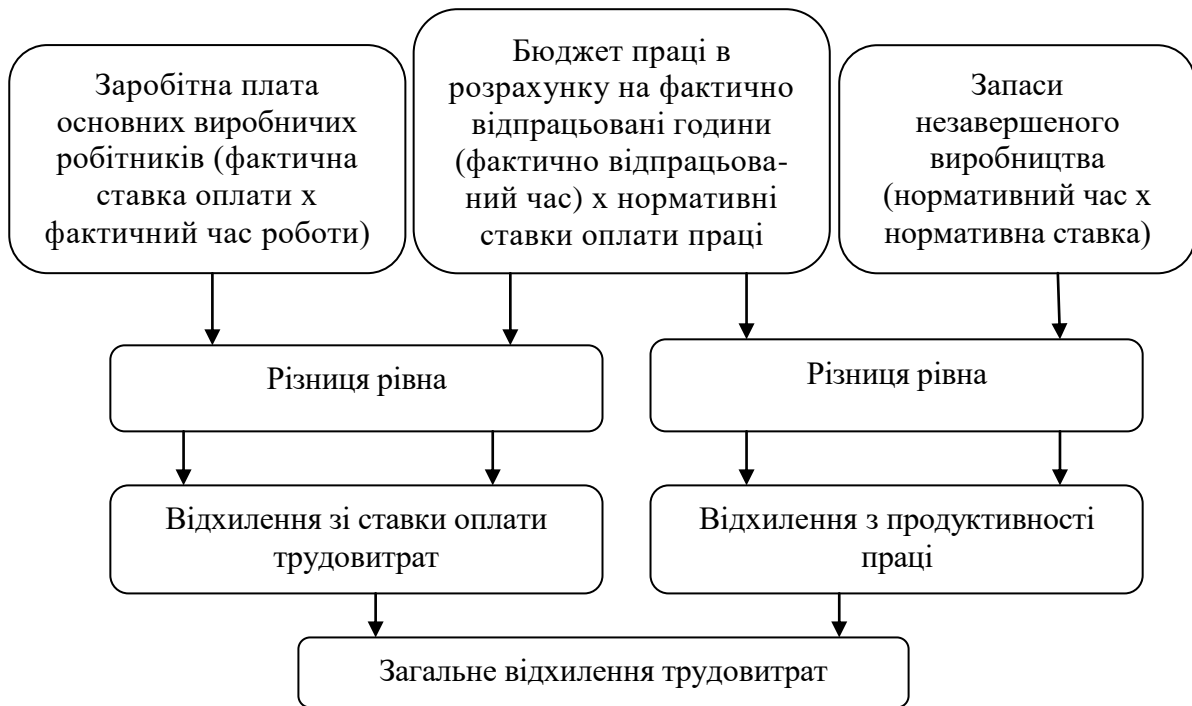 Заробітна плата
основних виробничих
робітників (фактична
ставка оплати х
фактичний час роботи)
Бюджет праці в
розрахунку на фактично
відпрацьовані години
(фактично відпрацьова-
ний час) х нормативні
ставки оплати праці
Запаси
незавершеного
виробництва
(нормативний час х
нормативна ставка)
Різниця рівна
Різниця рівна
Відхилення зі ставки оплати
трудовитрат
Відхилення з продуктивності
праці
Загальне відхилення трудовитрат